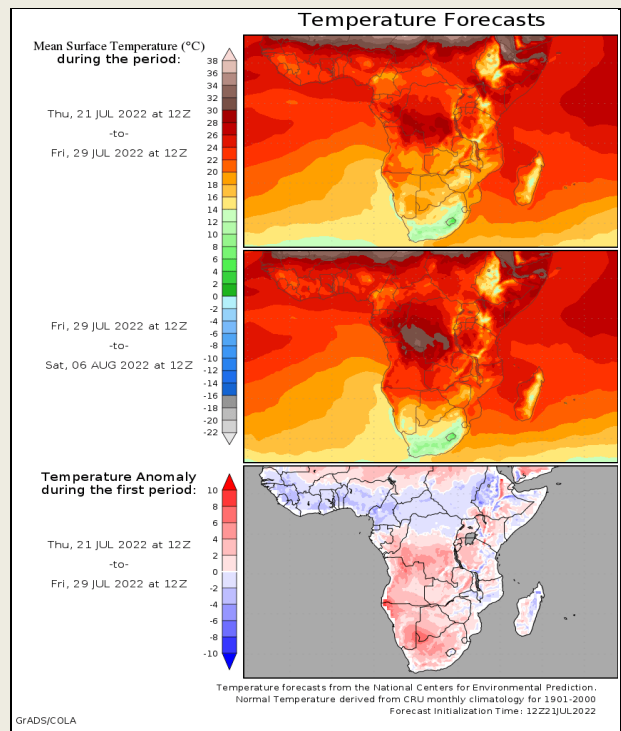 Temperature Forecasts
Mean Surface Temperature (°C)
during the period:
Thu, 21 JUL 2022 at 12Z
-to-
Fri, 29 JUL 2022 at 12Z
38
36
34
32
30
28
26
24
22
20
18
16
14
12
10
8
6
4
2
0
-2
-4
-6
-8
-10
-12
-14
-16
-18
-20
-22
Fri, 29 JUL 2022 at 12Z
-to-
Sat, 06 AUG 2022 at 12Z
Temperature Anomaly
during the first period:
Thu, 21 JUL 2022 at 12Z
-to-
Fri, 29 JUL 2022 at 12Z
10
8
6
4
2
0
-2
-4
-6
-8
-10
Temperature forecasts from the National Centers for Environmental Prediction.
Normal Temperature derived from CRU monthly climatology for 1901-2000
Forecast Initialization Time: 12Z21JUL2022
GrADS/COLA